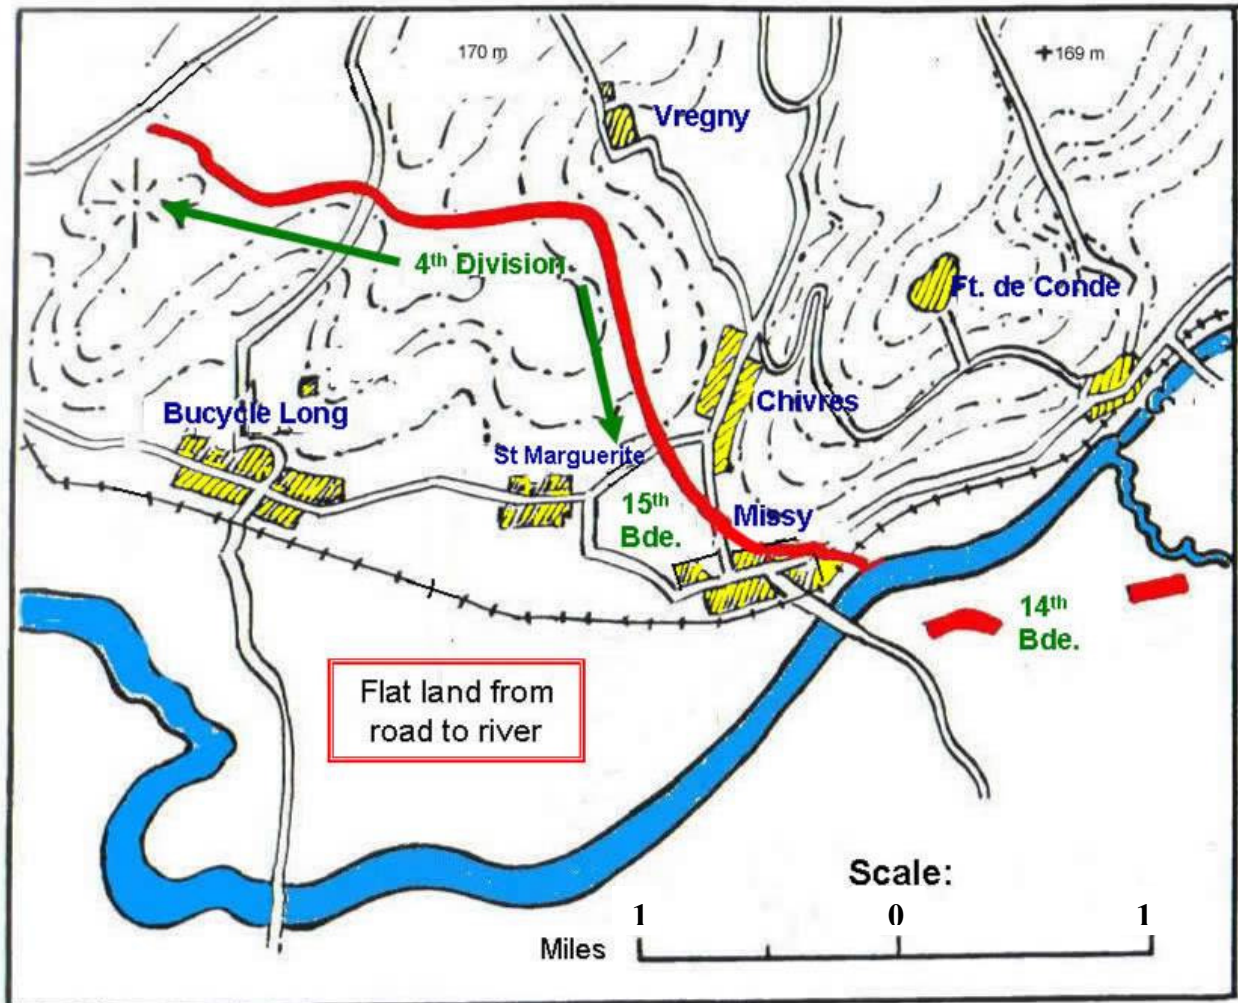 170 m
169 m
Vregny
4th Division
Ft. de Conde
Bucycle Long
Chivres
St Marguerite
15th
Bde.
Missy
14th
Bde.
Flat land from
road to river
Scale:
1 0 1
Miles